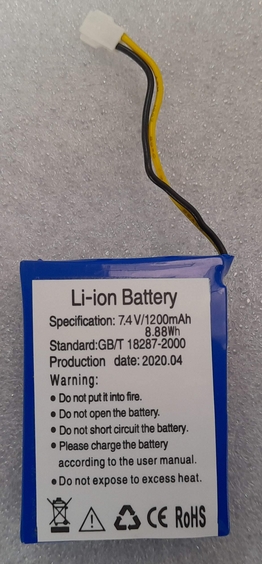 Li-ion Battery
Specification: 7.4V/1200mAh
8.88Wh
Standard:GB/T 18287-2000
Production date: 2020.04
Warning:
● Do not put it into fire.
● Do not open the battery.
● Do not short circuit the battery.
● Please charge the battery
according to the user manual.
● Do not expose to excess heat.
CE RoHS